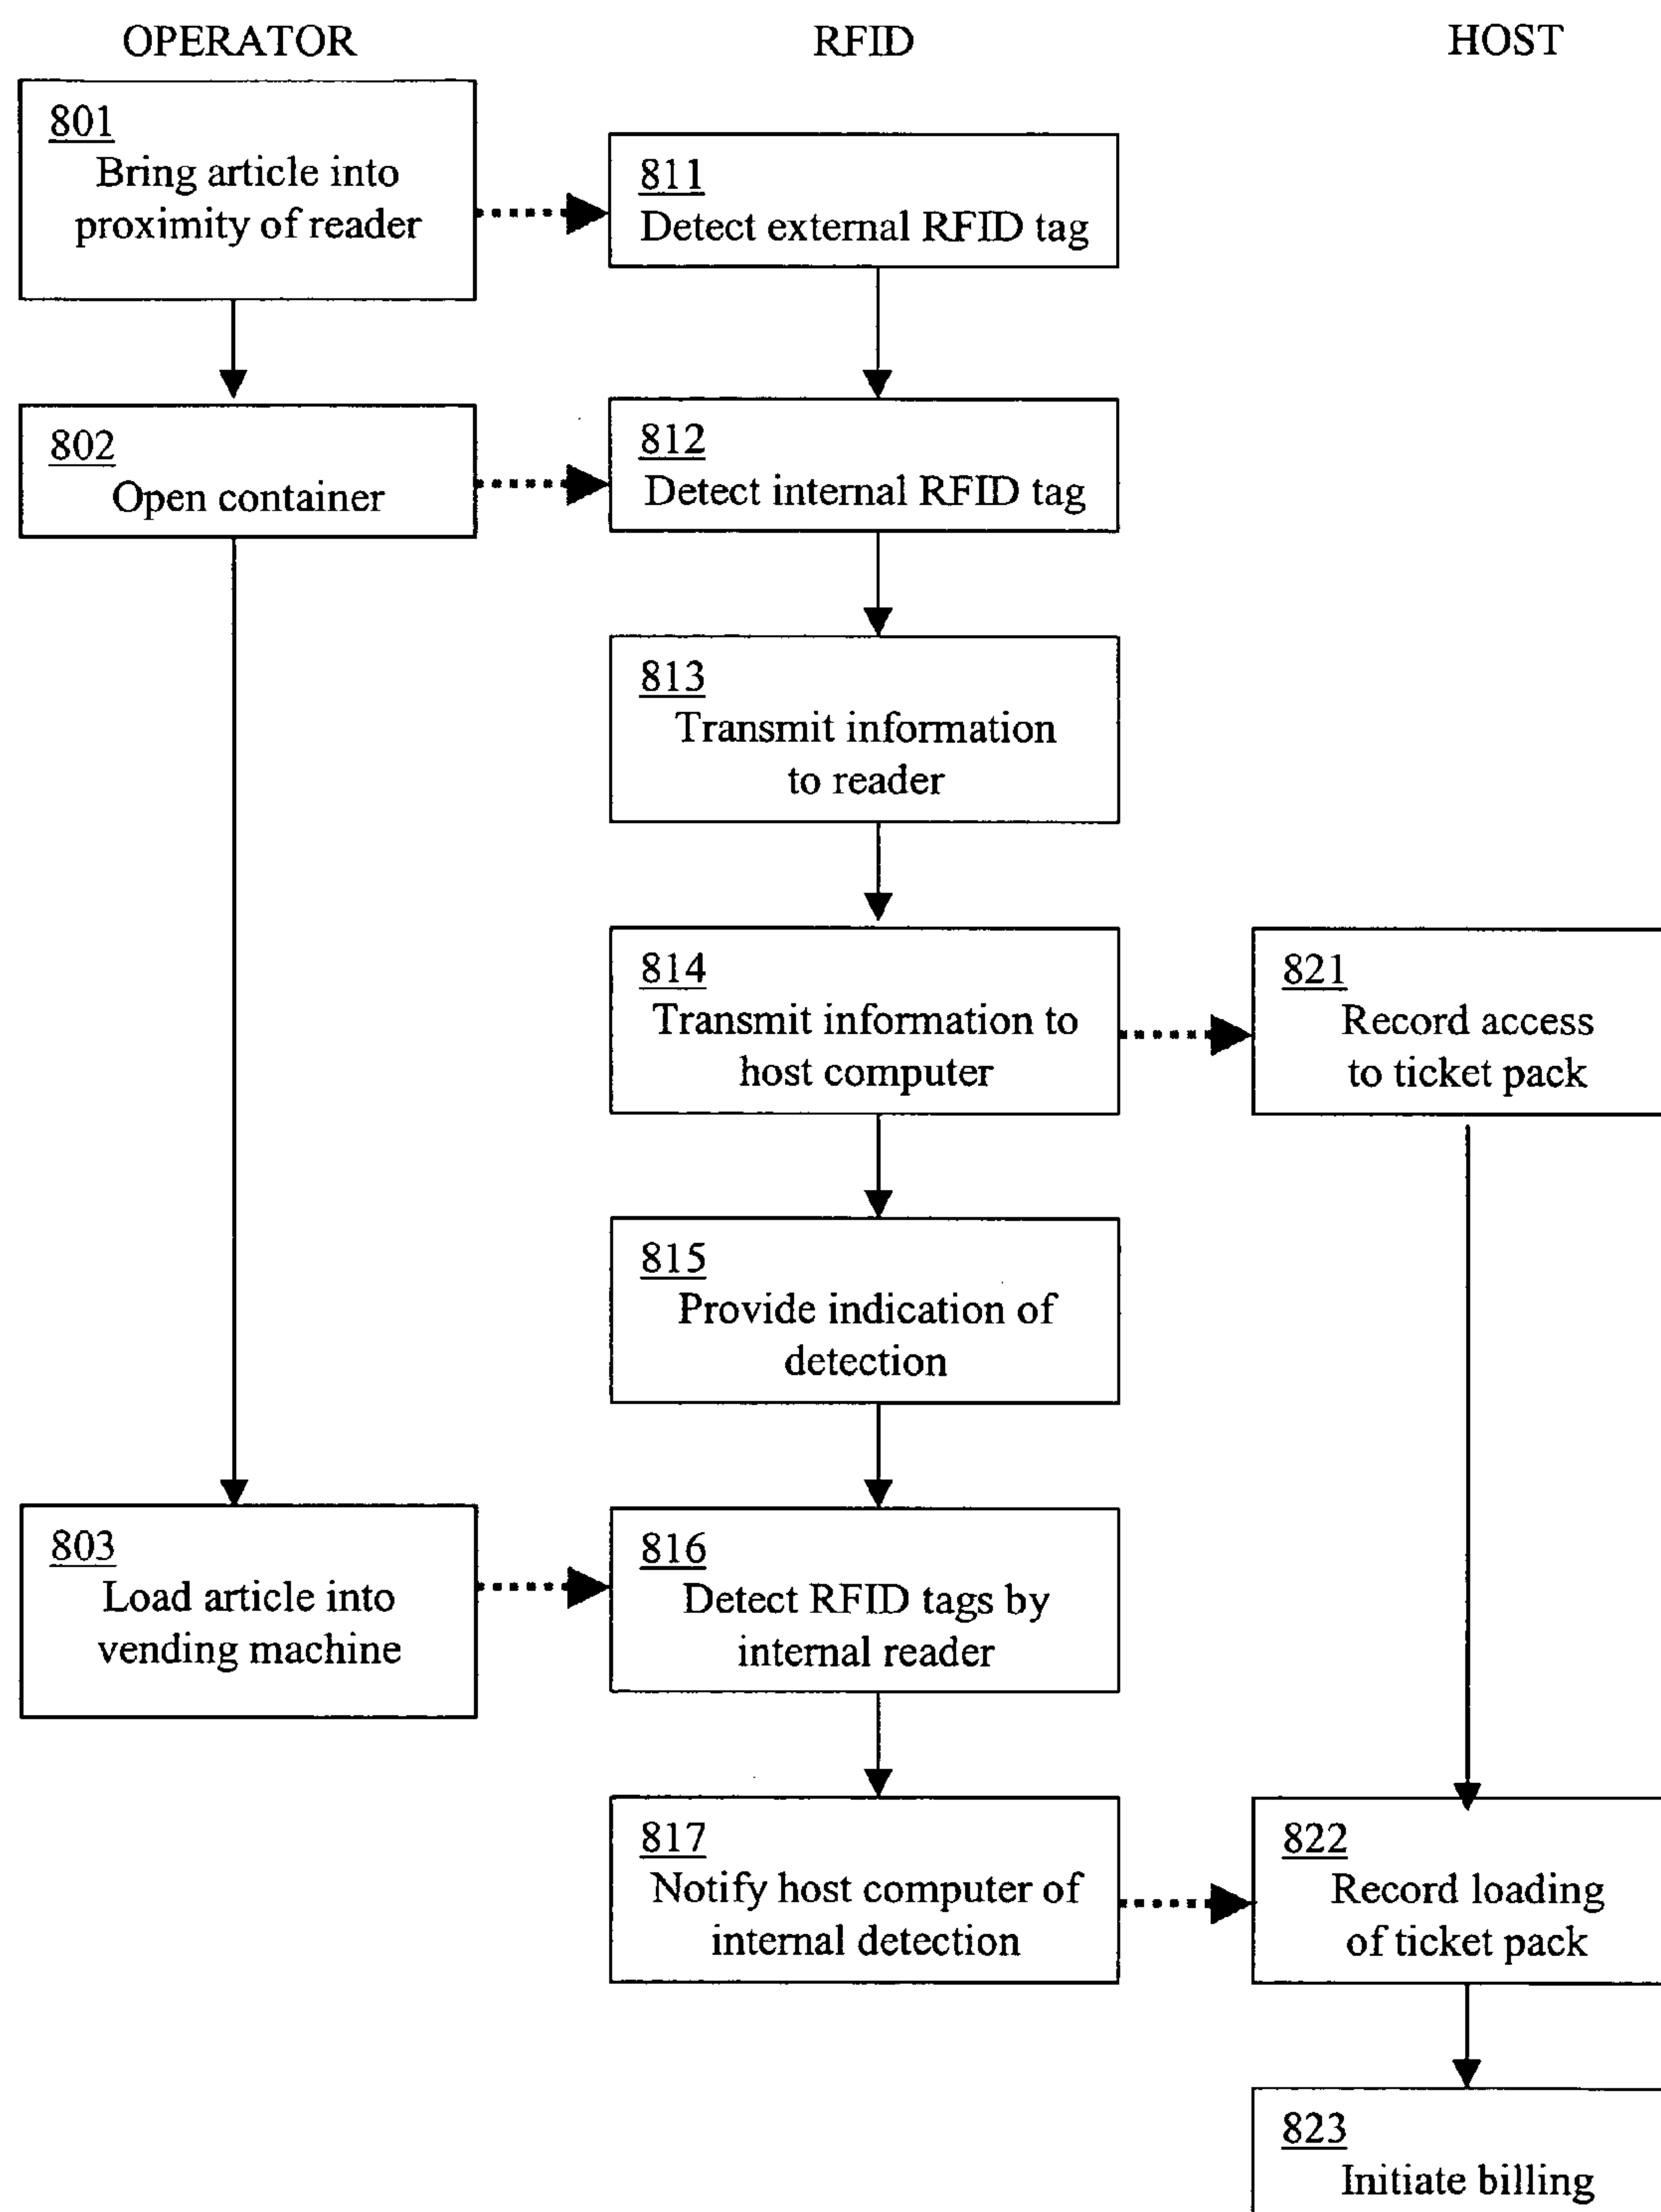 OPERATOR
RFID
HOST
801
Bring article into
proximity of reader
811
Detect external RFID tag
802
Open container
812
Detect internal RFID tag
813
Transmit information
to reader
814
Transmit information to
host computer
821
Record access
to ticket pack
815
Provide indication of
detection
803
Load article into
vending machine
816
Detect RFID tags by
internal reader
817
Notify host computer of
internal detection
822
Record loading
of ticket pack
823
Initiate billing